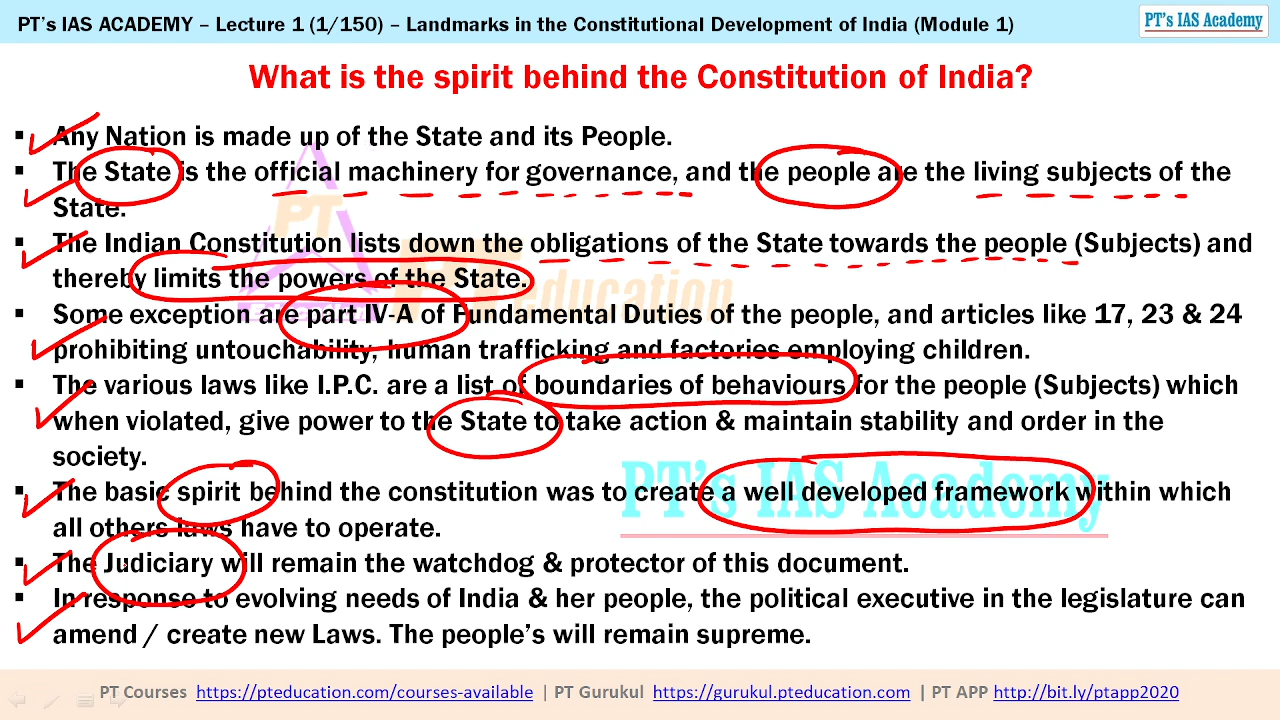 PT's IAS ACADEMY – Lecture 1 (1/150) – Landmarks in the Constitutional Development of India (Module 1)
PT's IAS Academy
What is the spirit behind the Constitution of India?
▪ Any Nation is made up of the State and its People.
▪ The State is the official machinery for governance, and the people are the living subjects of the
State.
▪ The Indian Constitution lists down the obligations of the State towards the people (Subjects) and
thereby limits the powers of the State.
▪ Some exception are part IV-A of Fundamental Duties of the people, and articles like 17, 23 & 24
prohibiting untouchability, human trafficking and factories employing children.
▪ The various laws like I.P.C. are a list of boundaries of behaviours for the people (Subjects) which
when violated, give power to the State to take action & maintain stability and order in the
society.
▪ The basic spirit behind the constitution was to create a well developed framework within which
all others laws have to operate.
▪ The Judiciary will remain the watchdog & protector of this document.
▪ In response to evolving needs of India & her people, the political executive in the legislature can
amend / create new Laws. The people's will remain supreme.
PT education
PT's IAS Academy
PT Courses https://pteducation.com/courses-available | PT Gurukul https://gurukul.pteducation.com | PT APP http://bit.ly/ptapp2020